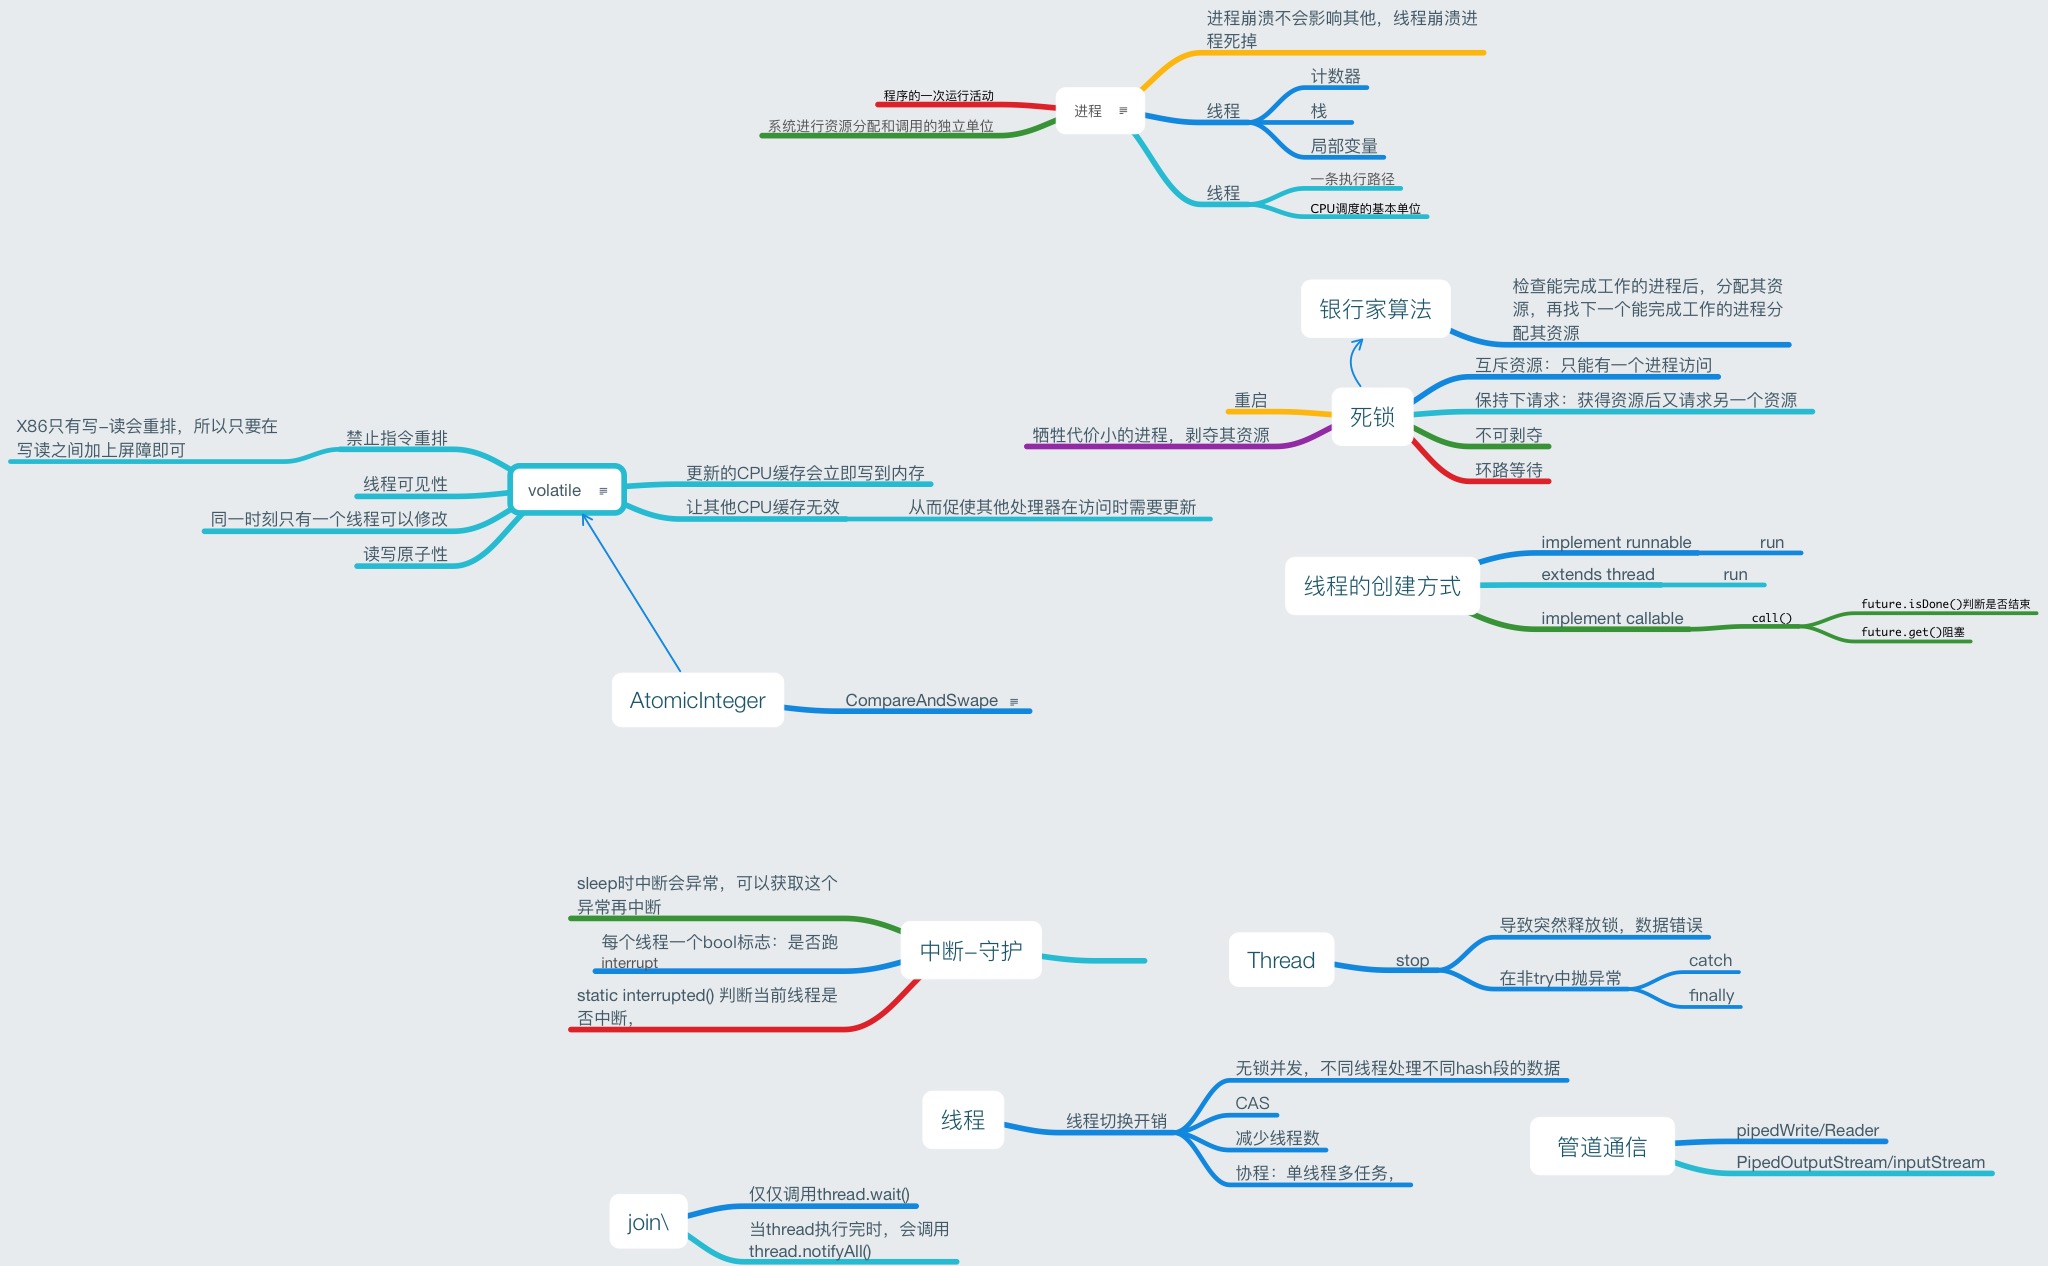 进程崩溃不会影响其他，线程崩溃进
程死掉
程序的一次运行活动
系统进行资源分配和调用的独立单位
进程
线程
计数器
栈
局部变量
线程
一条执行路径
CPU调度的基本单位
银行家算法
检查能完成工作的进程后，分配其资
源，再找下一个能完成工作的进程分
配其资源
重启
牺牲代价小的进程，剥夺其资源
死锁
互斥资源：只能有一个进程访问
保持下请求：获得资源后又请求另一个资源
不可剥夺
环路等待
X86只有写-读会重排，所以只要在
写读之间加上屏障即可
禁止指令重排
线程可见性
同一时刻只有一个线程可以修改
读写原子性
volatile
更新的CPU缓存会立即写到内存
让其他CPU缓存无效
从而促使其他处理器在访问时需要更新
线程的创建方式
implement runnable
run
extends thread
run
implement callable
call()
future.isDone()判断是否结束
future.get()阻塞
AtomicInteger
CompareAndSwape
sleep时中断会异常，可以获取这个
异常再中断
每个线程一个bool标志：是否跑
interrupt
static interrupted() 判断当前线程是
否中断，
中断-守护
Thread
stop
导致突然释放锁，数据错误
在非try中抛异常
catch
finally
线程
线程切换开销
无锁并发，不同线程处理不同hash段的数据
CAS
减少线程数
协程：单线程多任务，
管道通信
pipedWrite/Reader
PipedOutputStream/inputStream
join\
仅仅调用thread.wait()
当thread执行完时，会调用
thread.notifyAll()